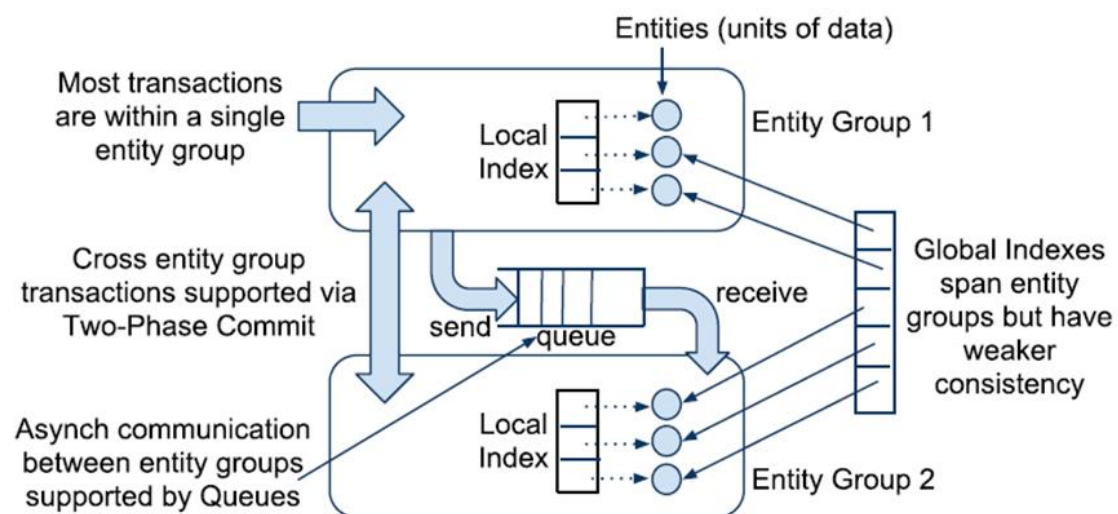 Entities (units of data)
Most transactions
are within a single
entity group
Local
Index
Entity Group 1
Cross entity group
transactions supported via
Two-Phase Commit
send
queue
receive
Global Indexes
span entity
groups but have
weaker
consistency
Asynch communication
between entity groups
supported by Queues
Local
Index
Entity Group 2